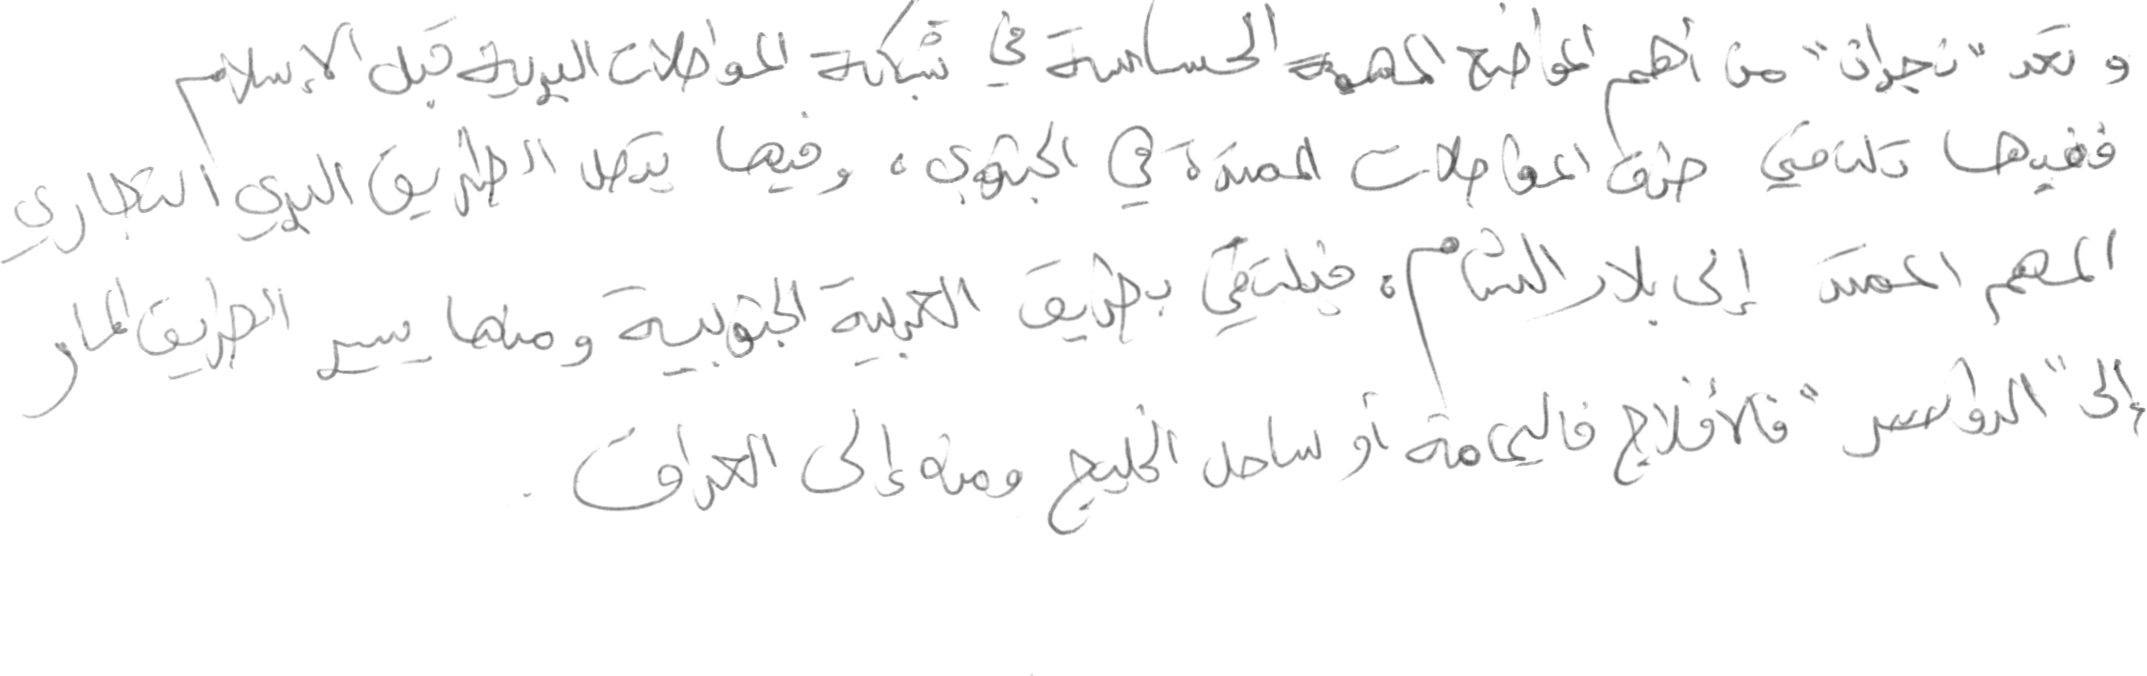 و تعد "نجران" من أهم المواضع المهمة الحساسة في شبكة المواصلات البرية قبل الإسلام
ففيها تلتقي طرق المواصلات الممتدة في الجنوب، وفيها يتصل الطريق البري التجاري
المهم الممتد إلى بلاد الشام، فيلتقي بطريق العربية الجنوبية ومنها يسير الطريق المار
إلى "الدواسر" فالأفلاج فاليمامة أو ساحل الخليج ومنه إلى العراق.